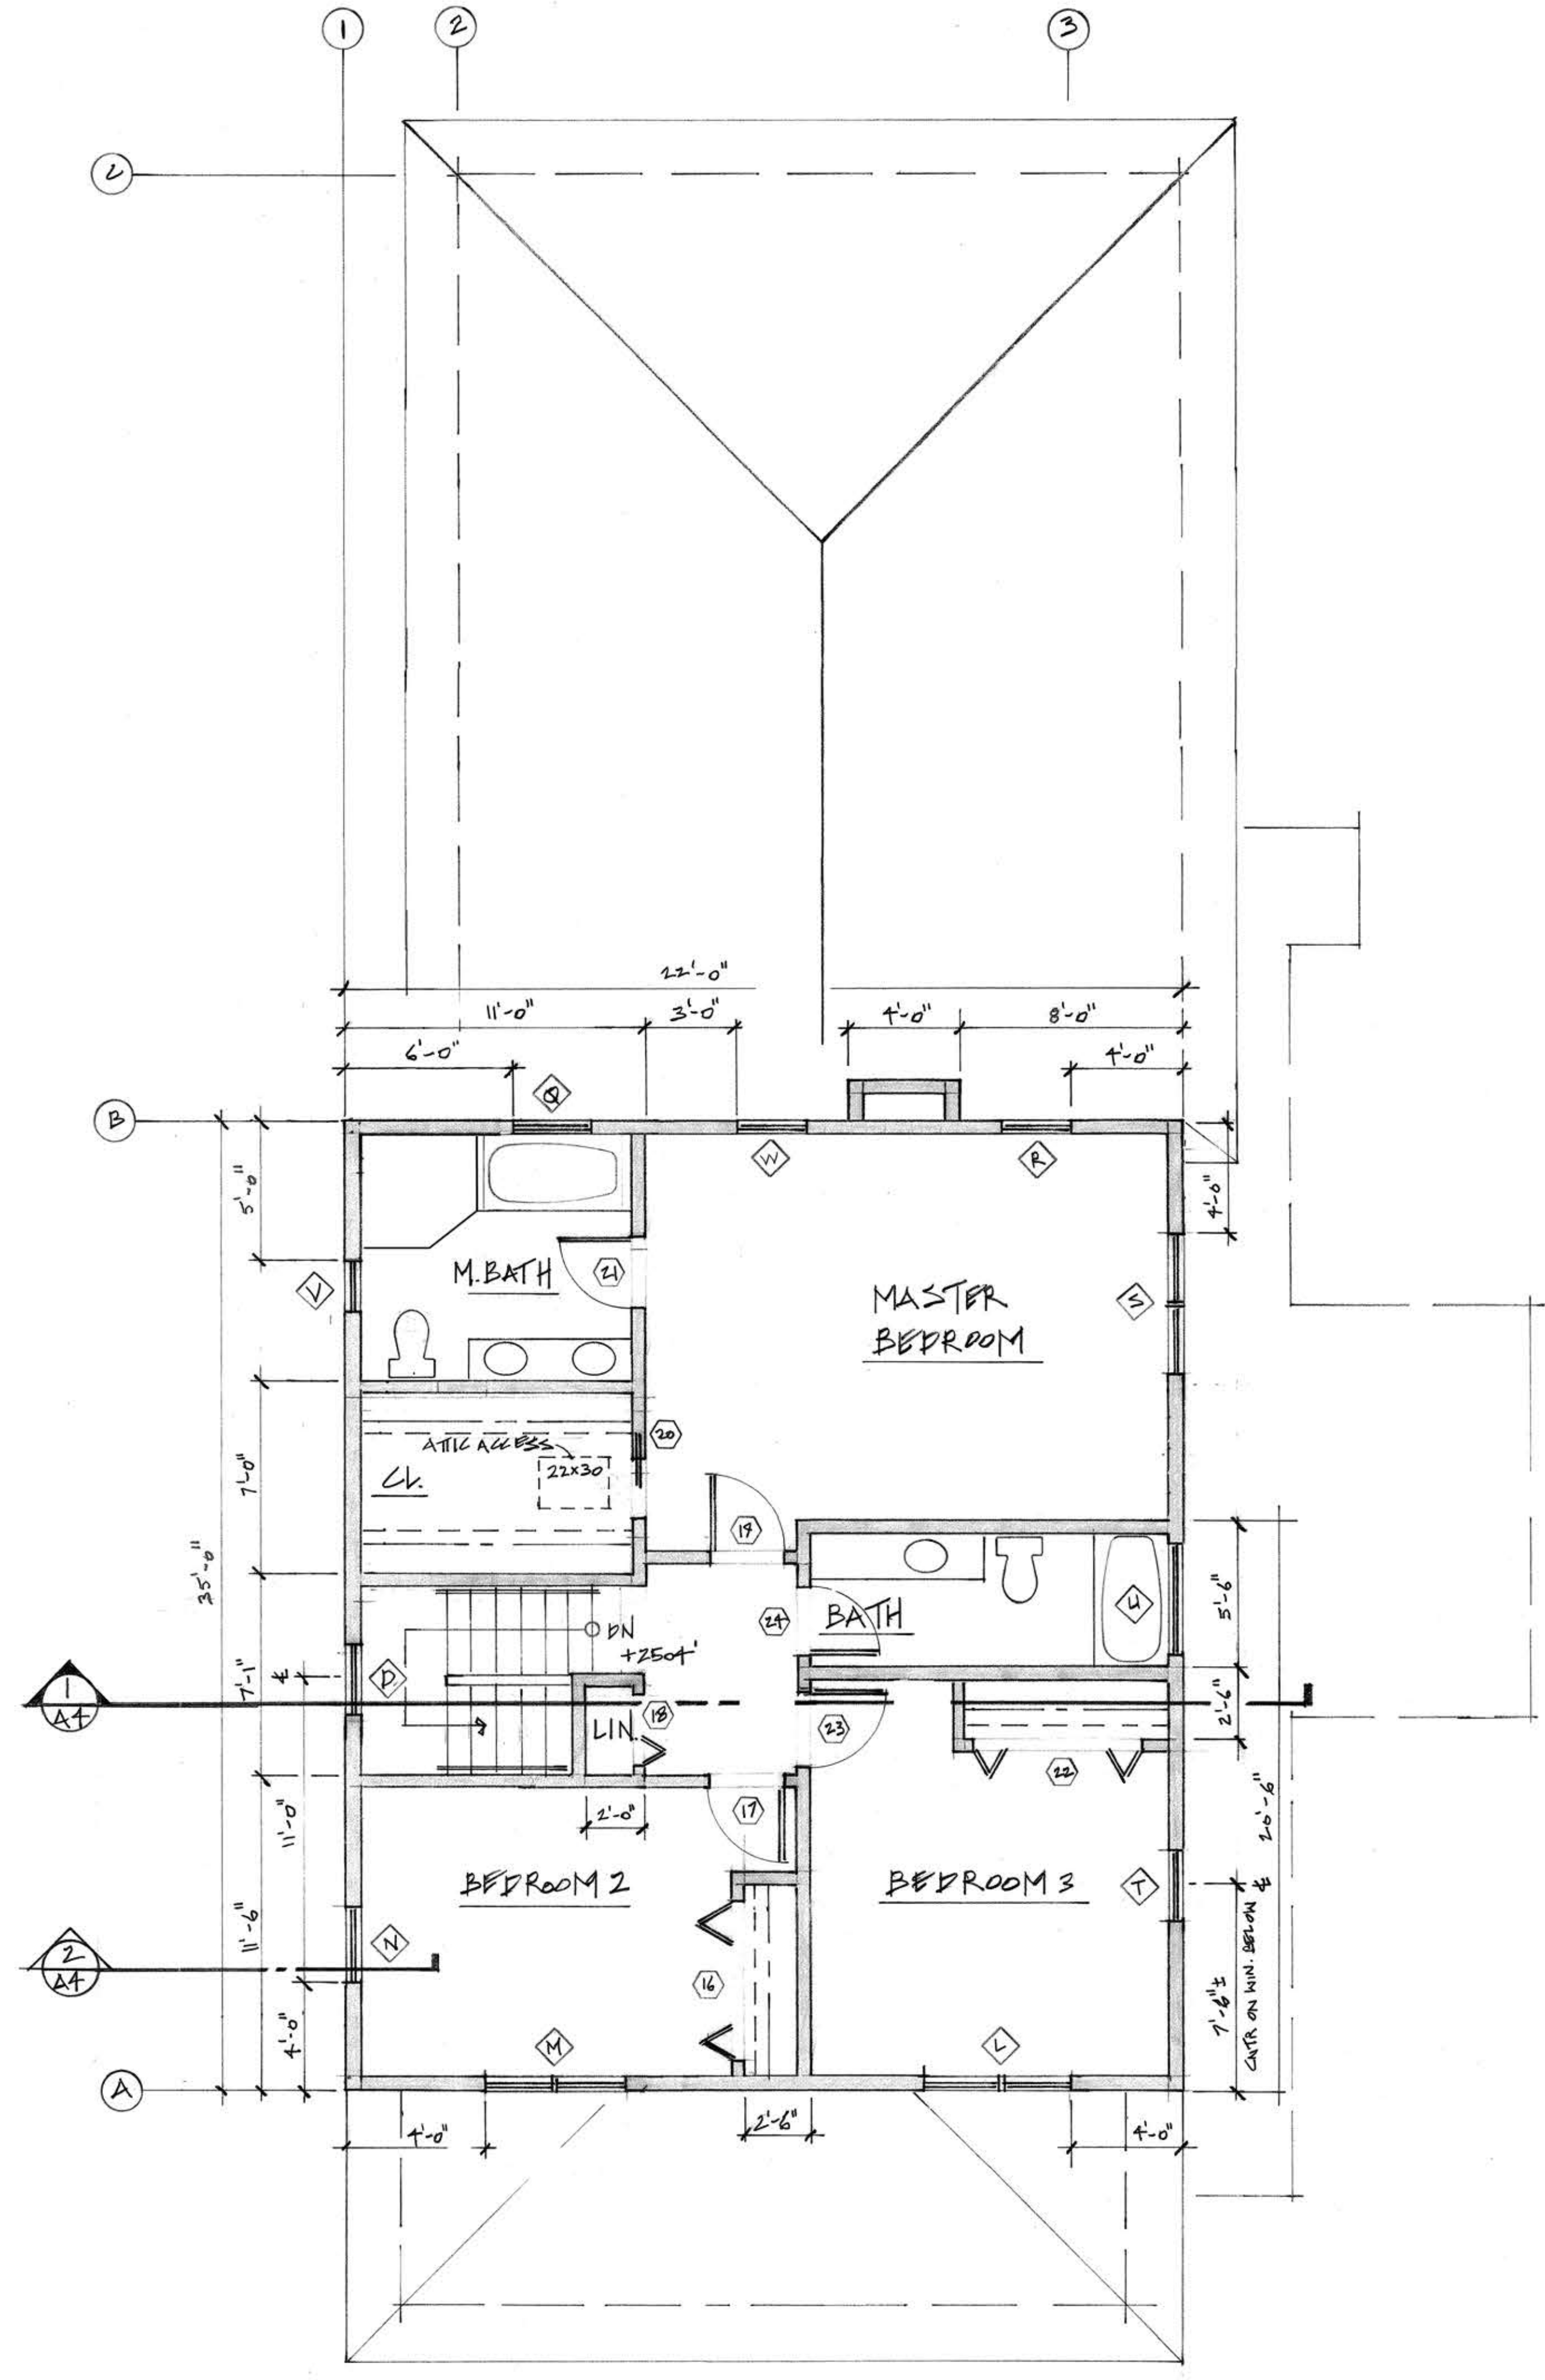 1
2
3
C
22'-0"
11'-0"
3'-0"
4'-0"
8'-0"
6'-0"
4'-0"
B
Q
W
R
5'-0"
4'-0"
M. BATH
21
V
MASTER
BEDROOM
S
20
ATTIC ACCESS
22x30
CL.
7'-0"
19
35'-0"
BATH
24
U
5'-6"
DN
+2504'
7'-1"
℄
P
1
A4
LIN.
18
23
2'-6"
22
17
2'-0"
11'-0"
20'-6"
BEDROOM 2
BEDROOM 3
T
℄
11'-6"
N
2
A4
16
7'-6"±
CNTR ON WIN. BELOW
4'-0"
M
L
A
4'-0"
2'-6"
4'-0"